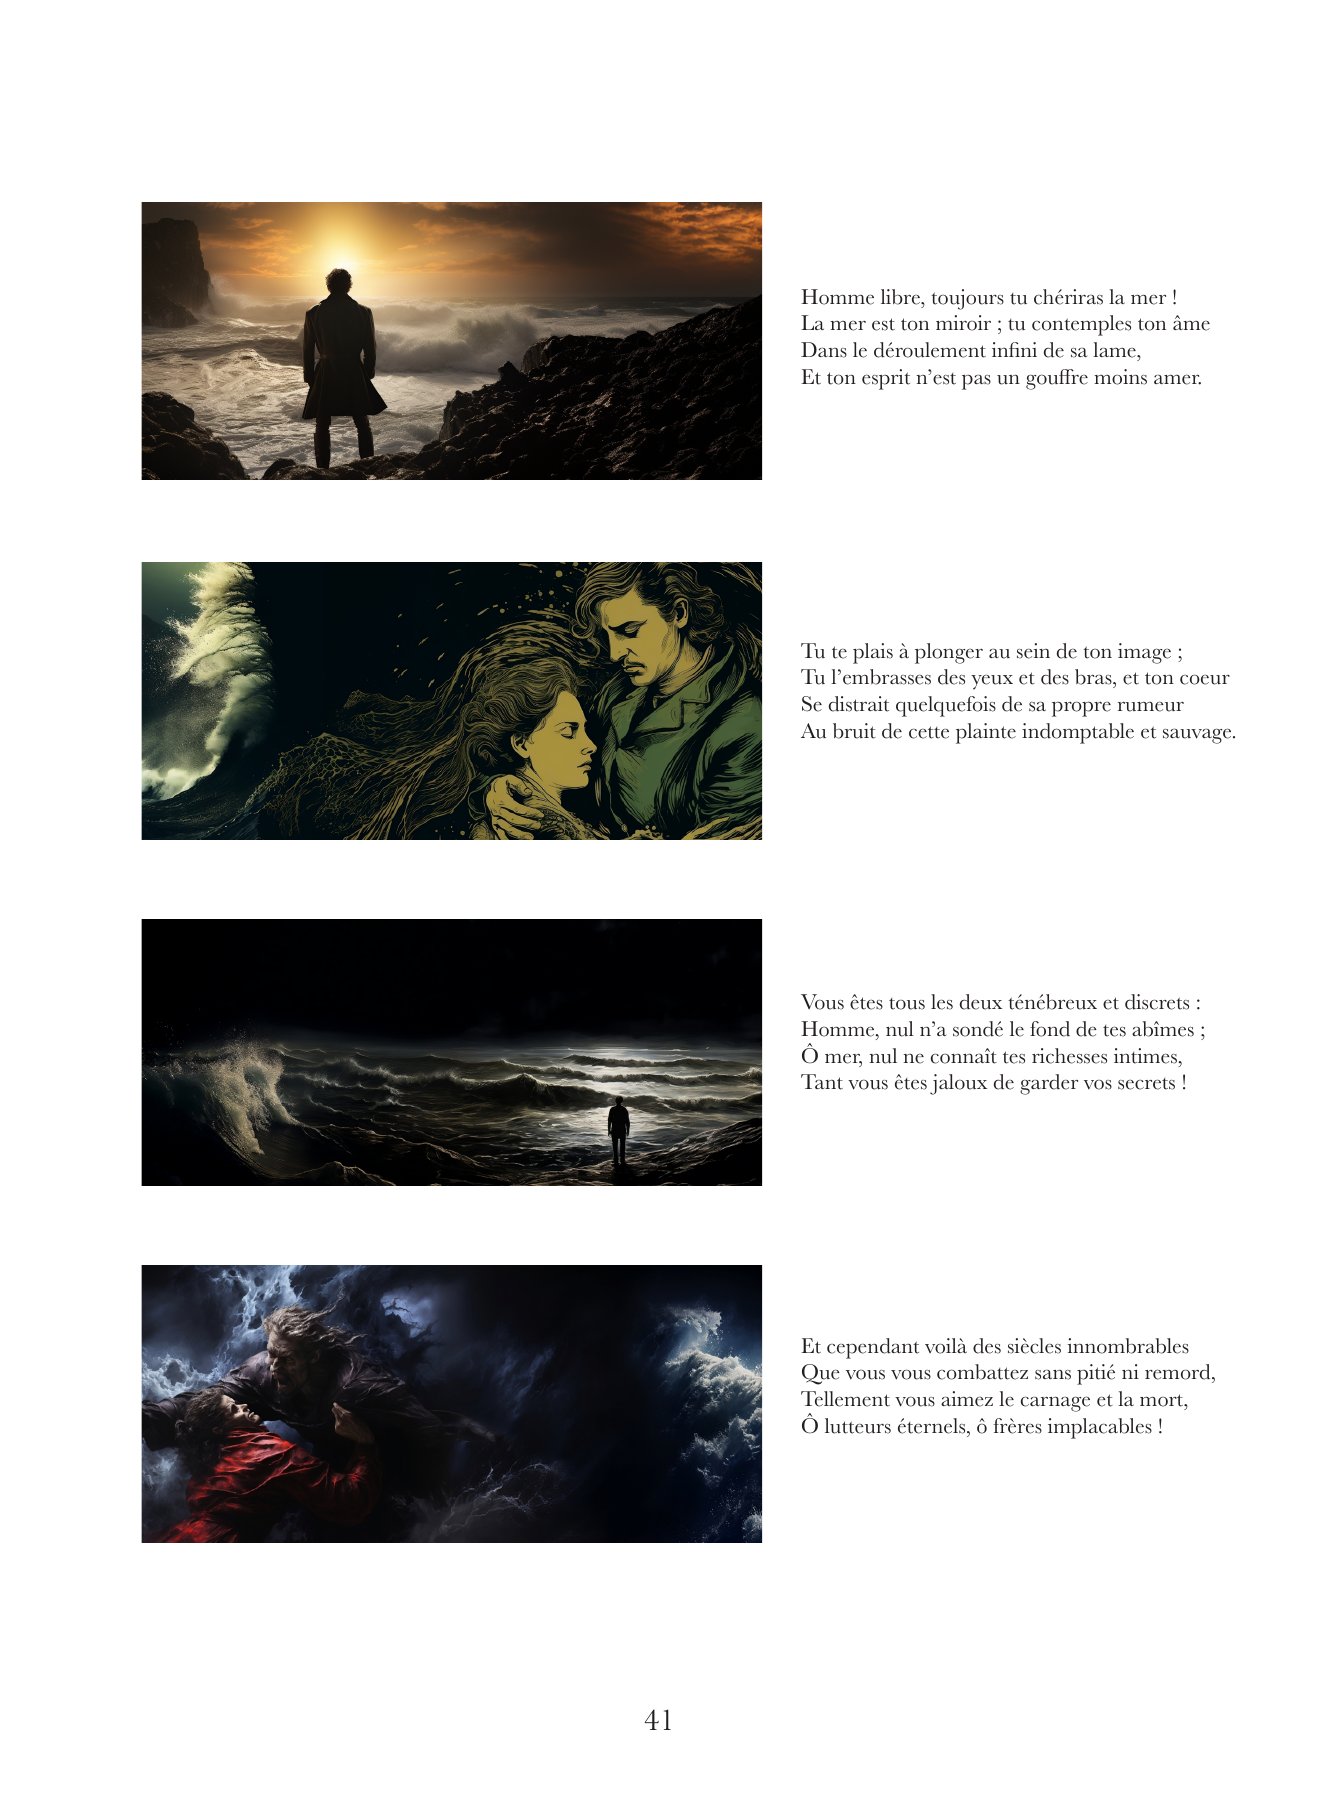 Homme libre, toujours tu chériras la mer !
La mer est ton miroir ; tu contemples ton âme
Dans le déroulement infini de sa lame,
Et ton esprit n’est pas un gouffre moins amer.
Tu te plais à plonger au sein de ton image ;
Tu l’embrasses des yeux et des bras, et ton coeur
Se distrait quelquefois de sa propre rumeur
Au bruit de cette plainte indomptable et sauvage.
Vous êtes tous les deux ténébreux et discrets :
Homme, nul n’a sondé le fond de tes abîmes ;
Ô mer, nul ne connaît tes richesses intimes,
Tant vous êtes jaloux de garder vos secrets !
Et cependant voilà des siècles innombrables
Que vous vous combattez sans pitié ni remord,
Tellement vous aimez le carnage et la mort,
Ô lutteurs éternels, ô frères implacables !
41